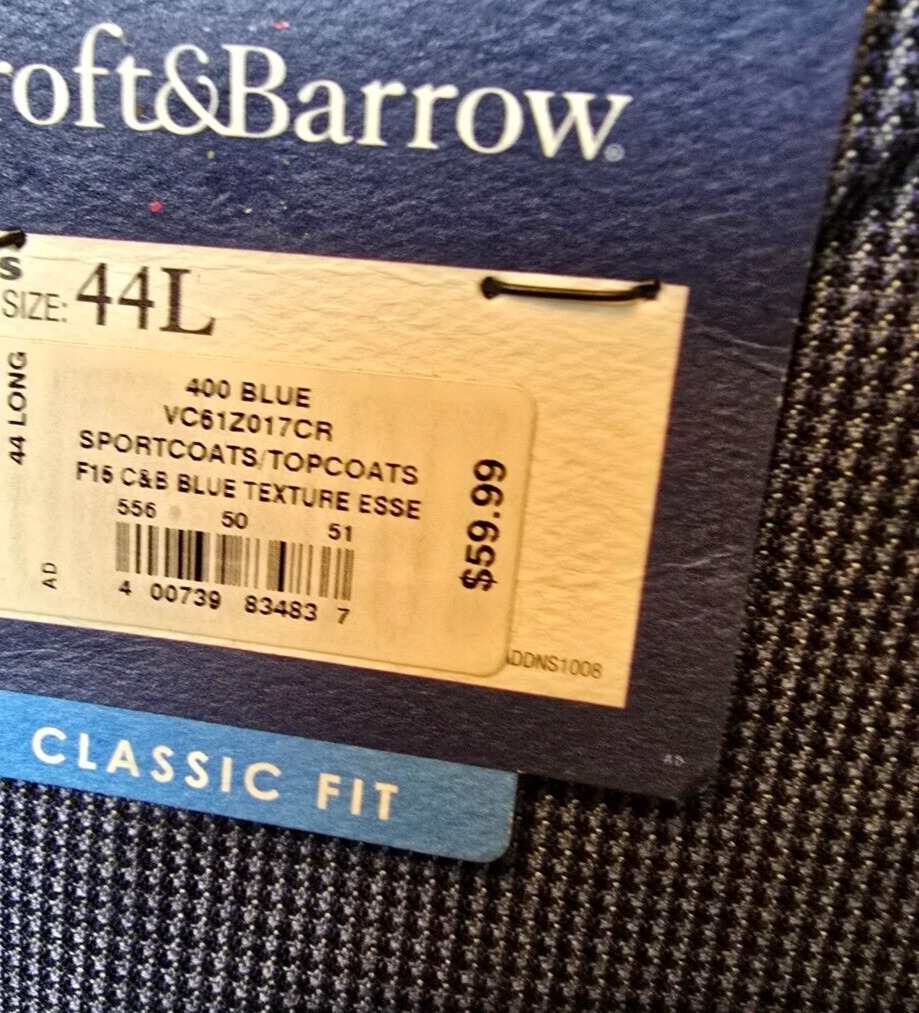 roft&Barrow®
S
SIZE: 44L
44 LONG
400 BLUE
VC61Z017CR
SPORTCOATS/TOPCOATS
F15 C&B BLUE TEXTURE ESSE
556 50 51
$59.99
AD
4 00739 83483 7
DDNS1008
CLASSIC FIT